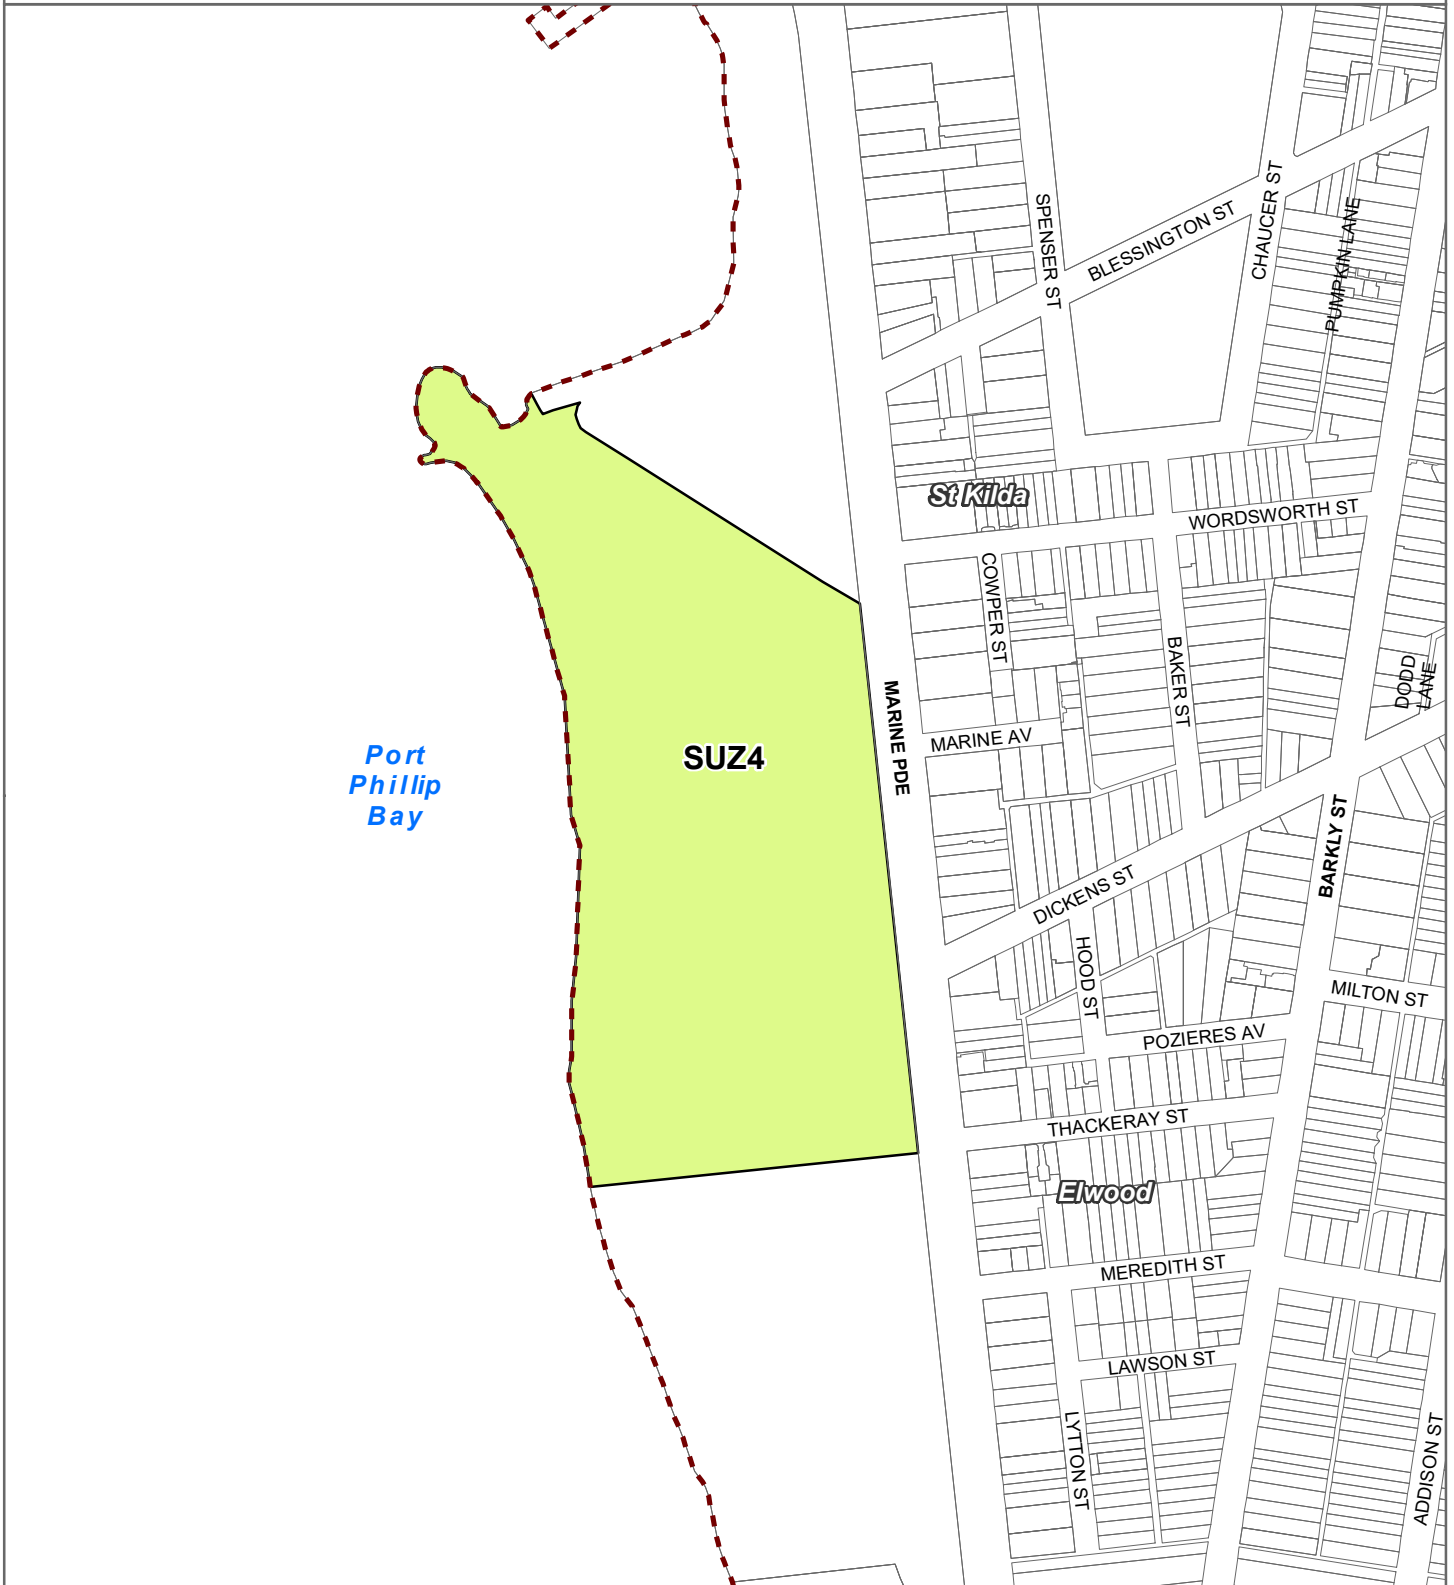 SPENSER ST
BLESSINGTON ST
CHAUCER ST
PUMPKIN LANE
St Kilda
WORDSWORTH ST
COWPER ST
BAKER ST
DODD
LANE
MARINE PDE
MARINE AV
SUZ4
Port
Phillip
Bay
BARKLY ST
DICKENS ST
HOOD ST
MILTON ST
POZIERES AV
THACKERAY ST
Elwood
MEREDITH ST
LAWSON ST
LYTTON ST
ADDISON ST